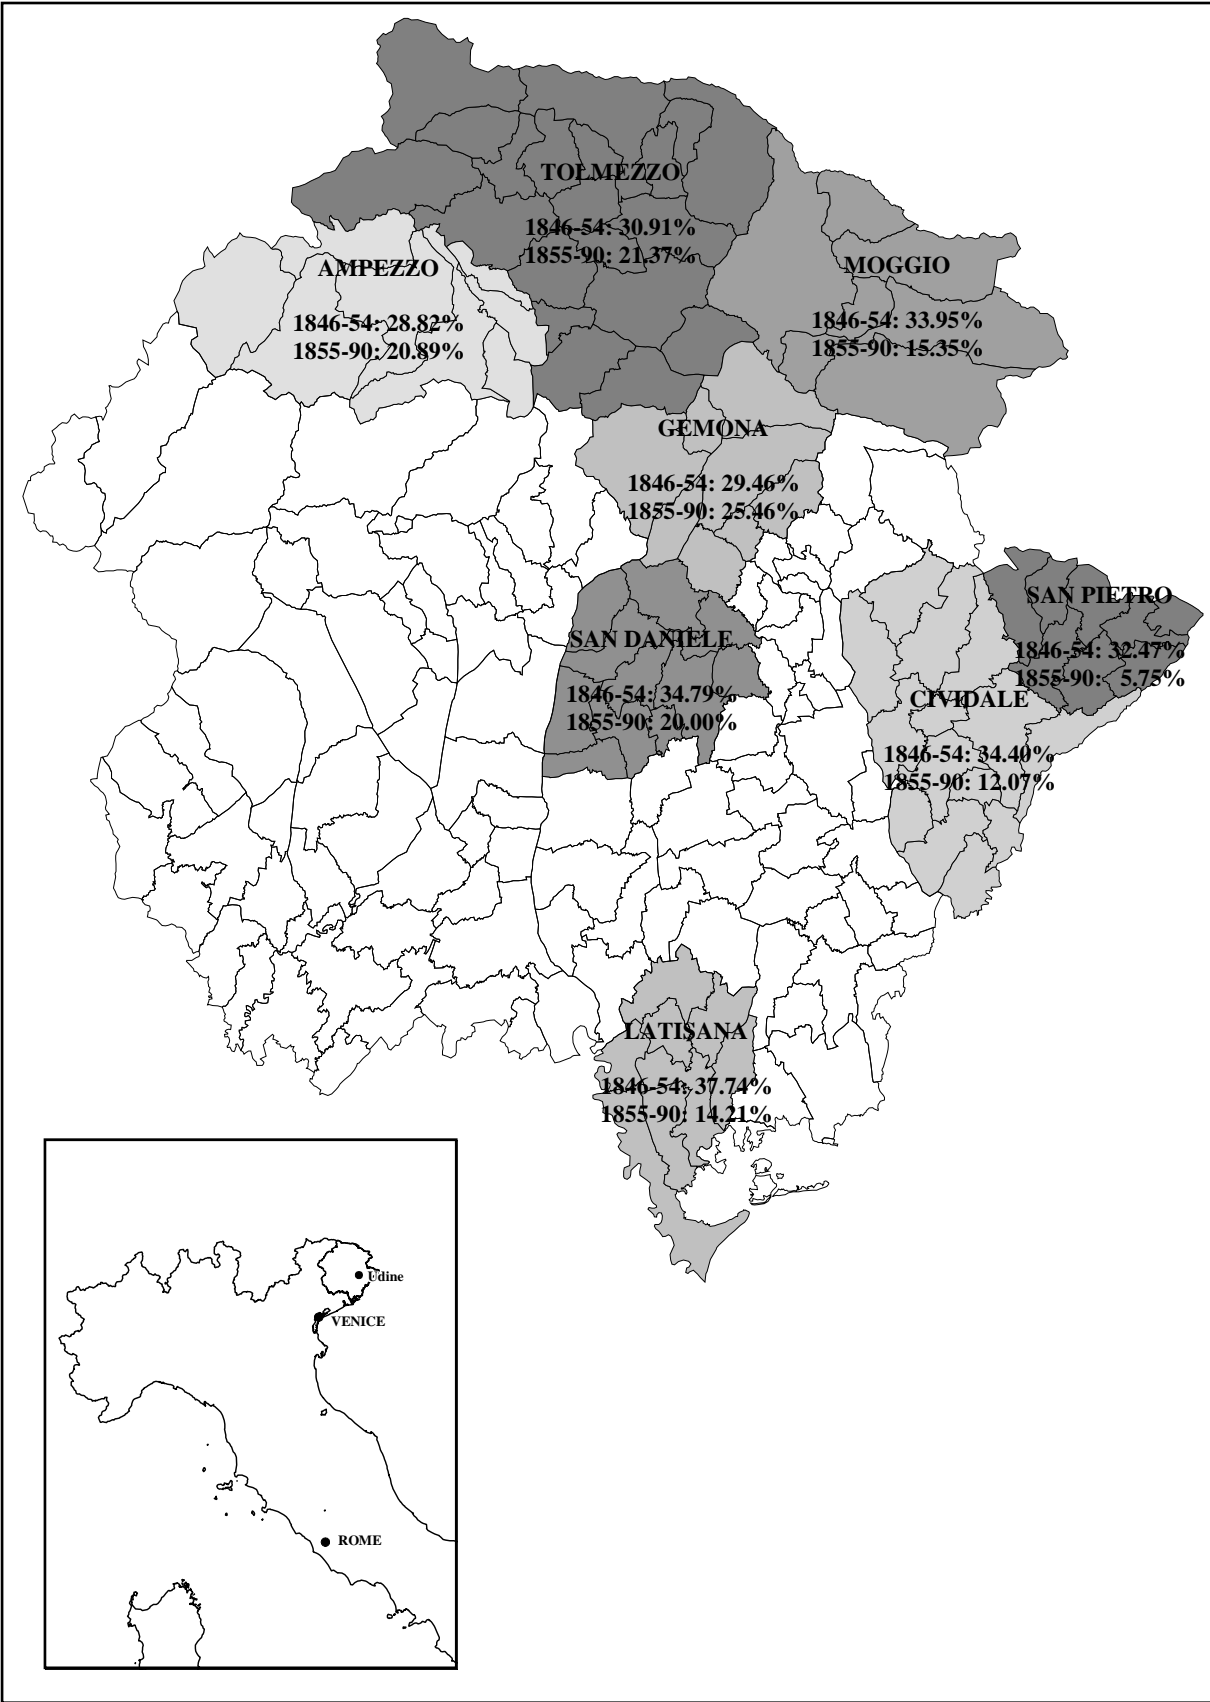 TOLMEZZO
1846-54: 30.91%
1855-90: 21.37%
AMPEZZO
1846-54: 28.82%
1855-90: 20.89%
MOGGIO
1846-54: 33.95%
1855-90: 15.35%
GEMONA
1846-54: 29.46%
1855-90: 25.46%
SAN PIETRO
1846-54: 32.47%
1855-90: 5.75%
SAN DANIELE
1846-54: 34.79%
1855-90: 20.00%
CIVIDALE
1846-54: 34.40%
1855-90: 12.07%
LATISANA
1846-54: 37.74%
1855-90: 14.21%
Udine
VENICE
ROME